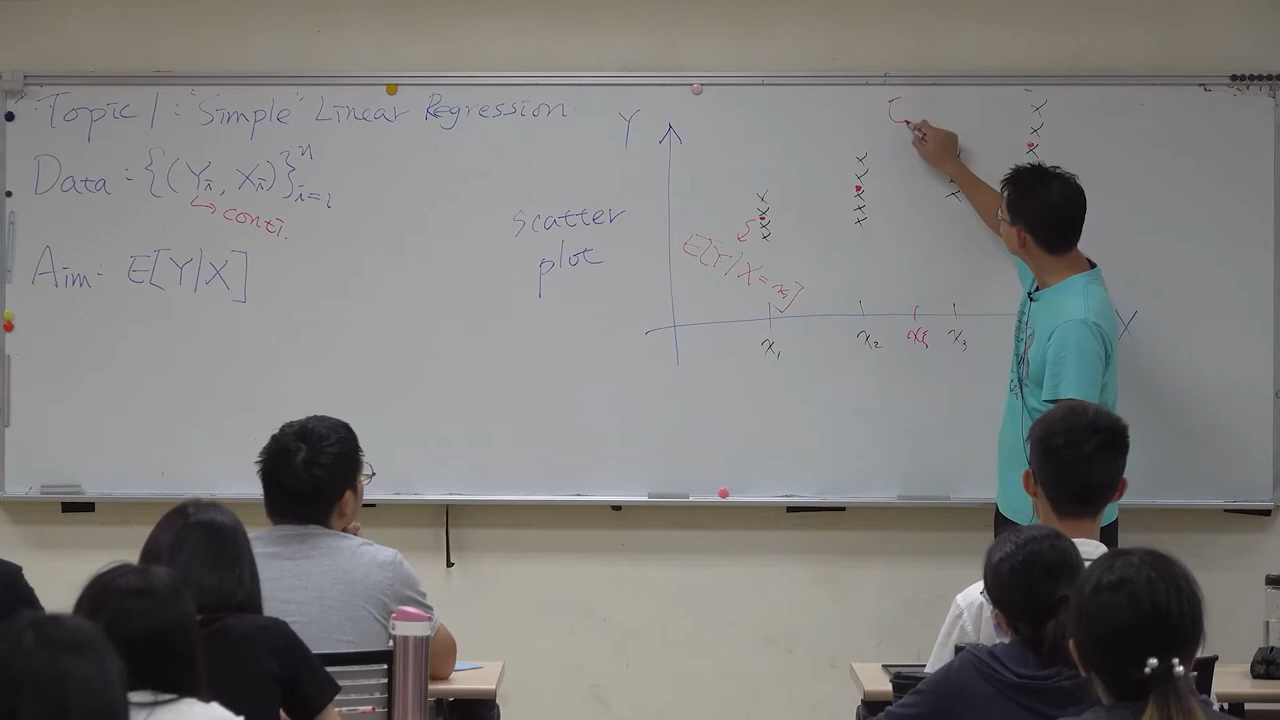 Topic 1: "Simple" Linear Regression
Data: {(Yi, Xi)}ⁿi=1
↳ conti.
Aim: E[Y|X]
scatter
plot
Y
E[Y|X=x1]
x1
x2
x3
X